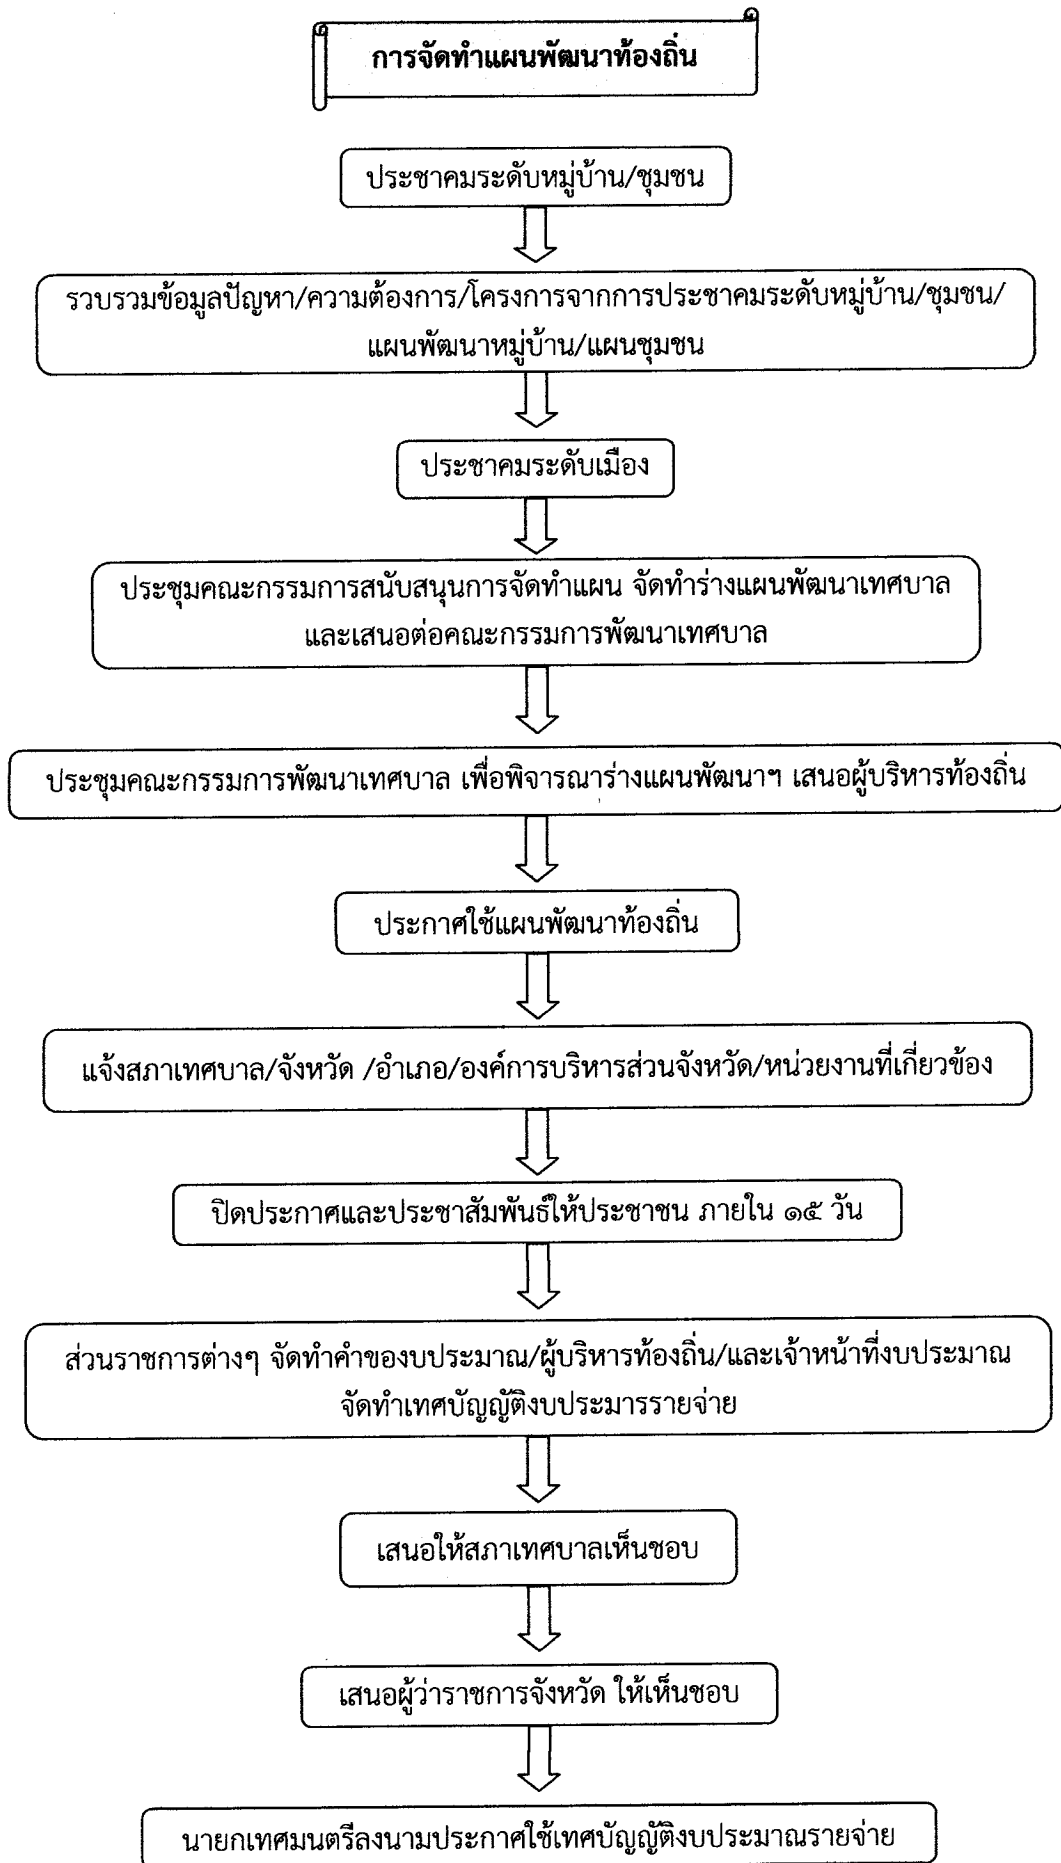 การจัดทำแผนพัฒนาท้องถิ่น
ประชาคมระดับหมู่บ้าน/ชุมชน
รวบรวมข้อมูลปัญหา/ความต้องการ/โครงการจากการประชาคมระดับหมู่บ้าน/ชุมชน/
แผนพัฒนาหมู่บ้าน/แผนชุมชน
ประชาคมระดับเมือง
ประชุมคณะกรรมการสนับสนุนการจัดทำแผน จัดทำร่างแผนพัฒนาเทศบาล
และเสนอต่อคณะกรรมการพัฒนาเทศบาล
ประชุมคณะกรรมการพัฒนาเทศบาล เพื่อพิจารณาร่างแผนพัฒนาฯ เสนอผู้บริหารท้องถิ่น
ประกาศใช้แผนพัฒนาท้องถิ่น
แจ้งสภาเทศบาล/จังหวัด /อำเภอ/องค์การบริหารส่วนจังหวัด/หน่วยงานที่เกี่ยวข้อง
ปิดประกาศและประชาสัมพันธ์ให้ประชาชน ภายใน ๑๕ วัน
ส่วนราชการต่างๆ จัดทำคำของบประมาณ/ผู้บริหารท้องถิ่น/และเจ้าหน้าที่งบประมาณ
จัดทำเทศบัญญัติงบประมารรายจ่าย
เสนอให้สภาเทศบาลเห็นชอบ
เสนอผู้ว่าราชการจังหวัด ให้เห็นชอบ
นายกเทศมนตรีลงนามประกาศใช้เทศบัญญัติงบประมาณรายจ่าย